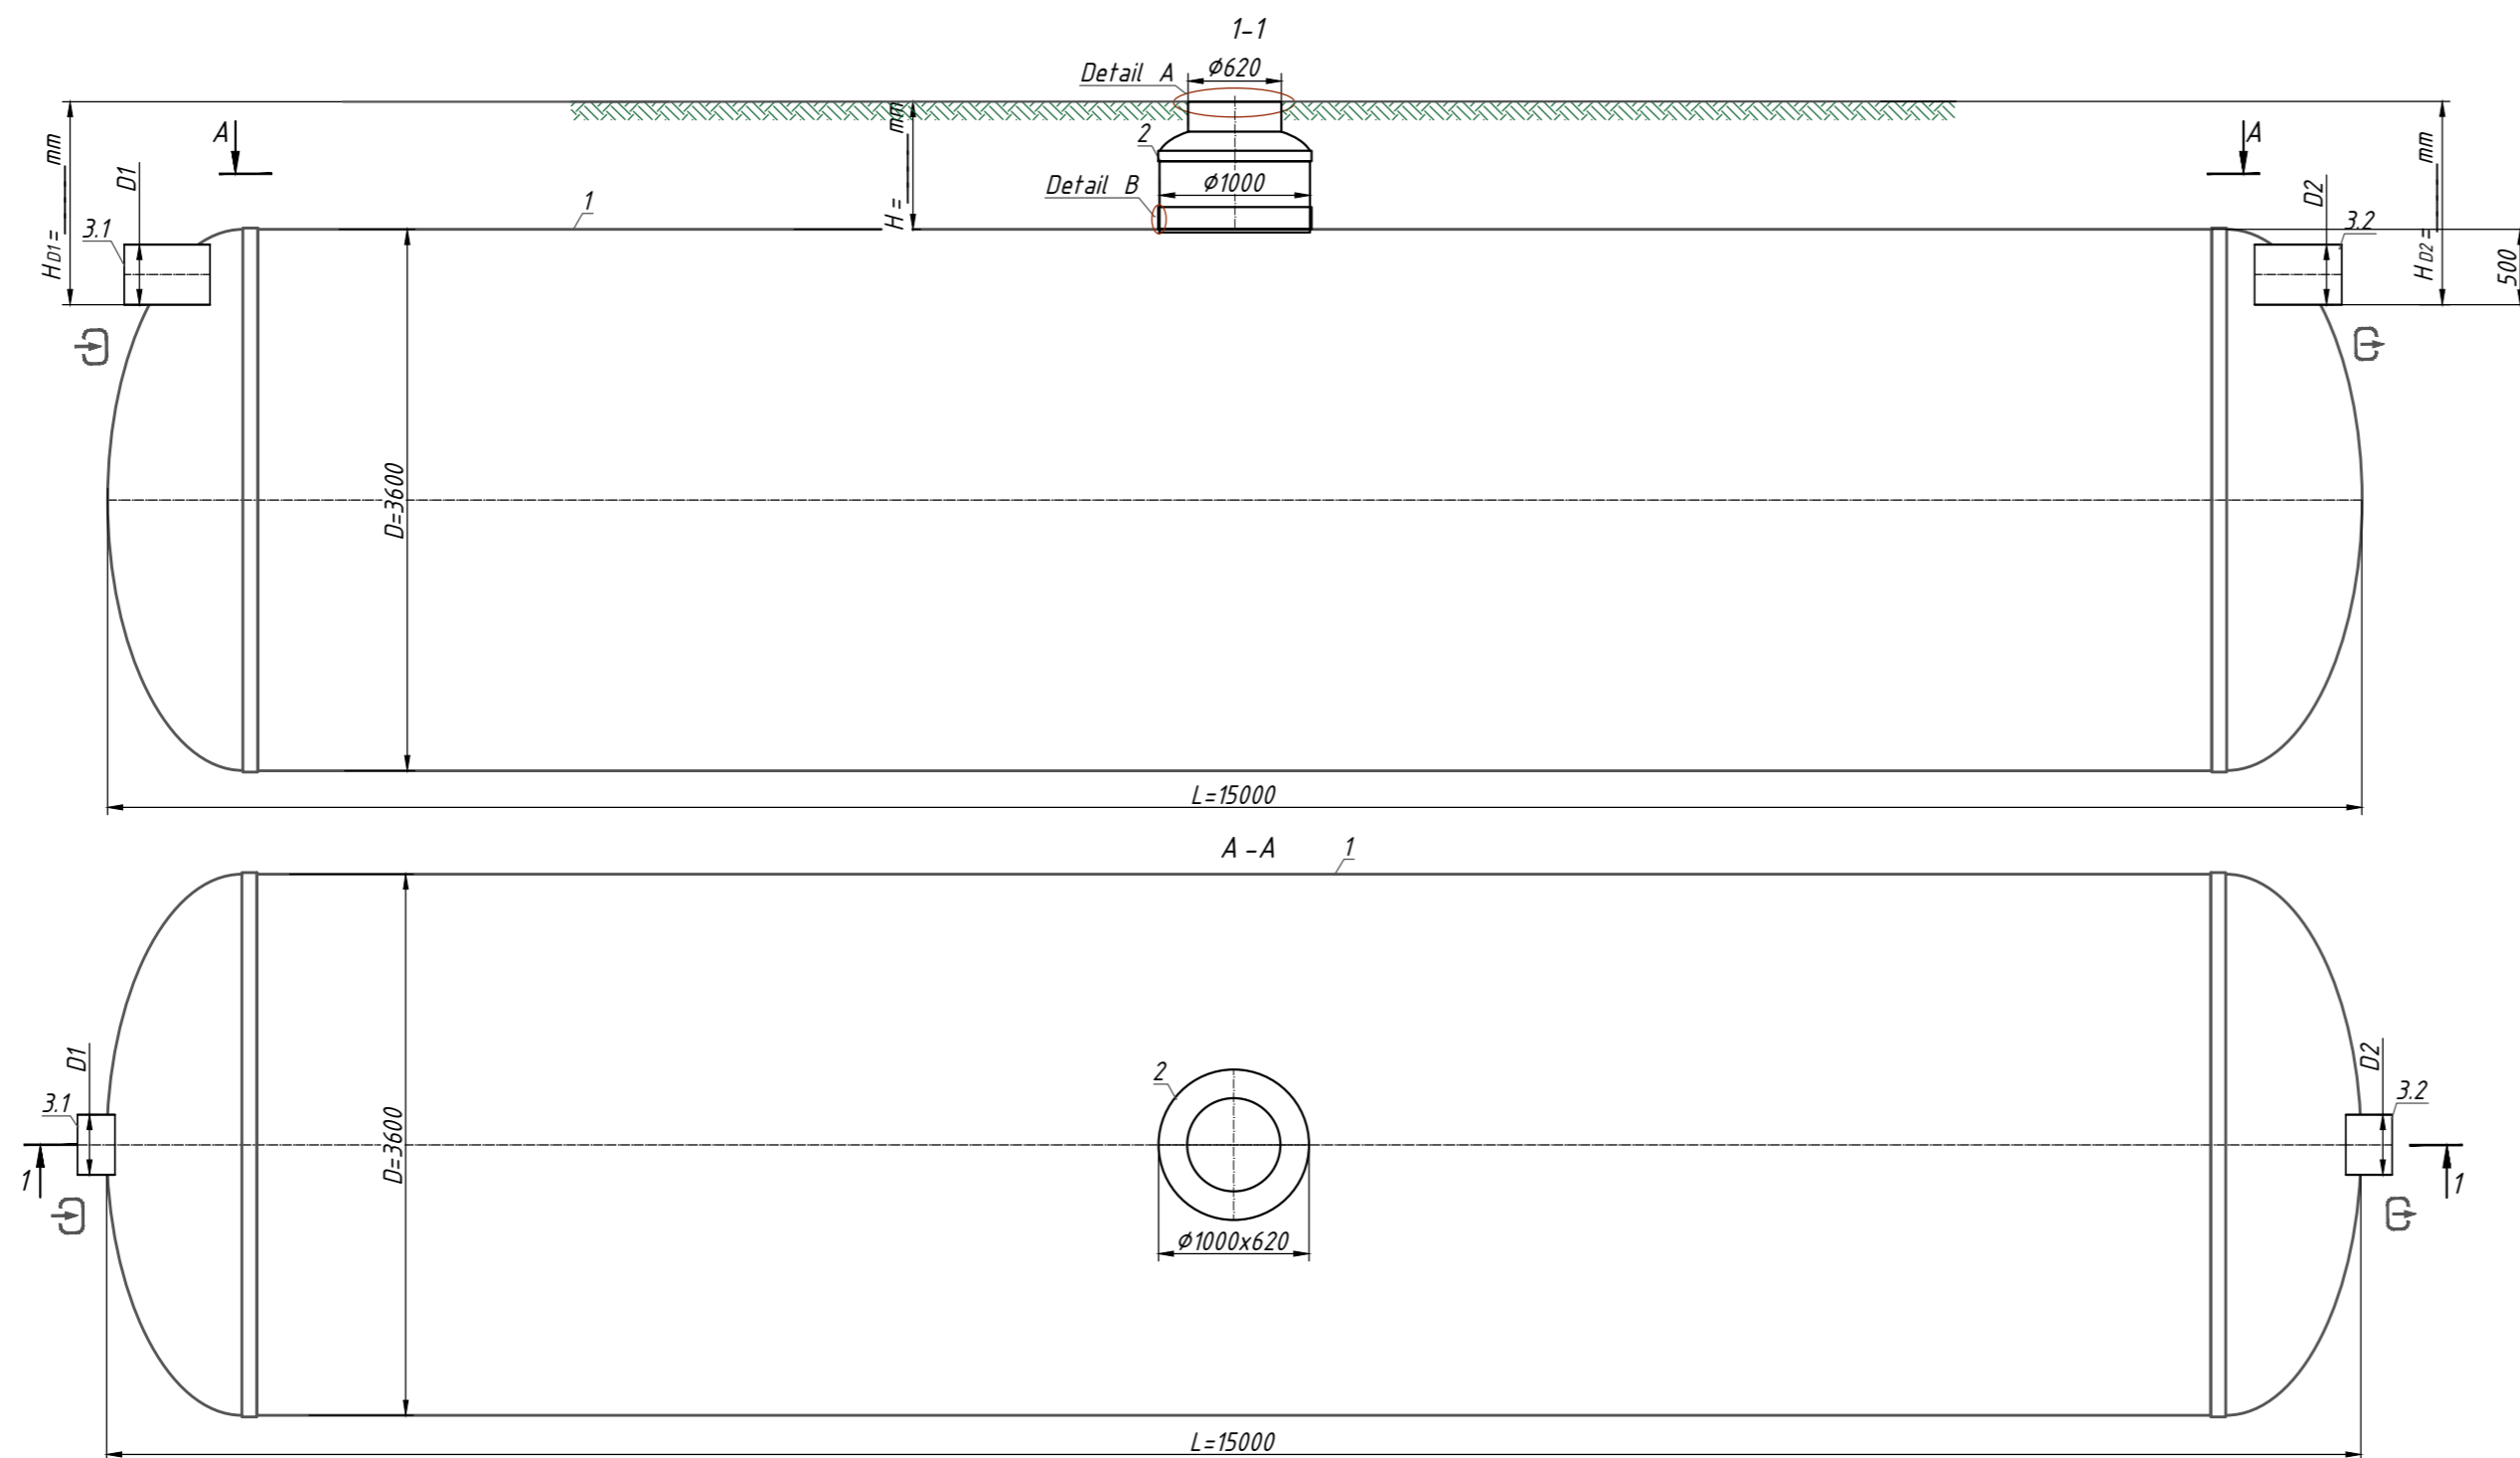 1-1
Detail A
Ø620
A
A
HD1= mm
D1
3.1
1
H= mm
2
Detail B
Ø1000
D2
3.2
HD2= mm
500
D=3600
L=15000
A-A
1
D1
3.1
1
D=3600
2
Ø1000x620
D2
3.2
1
L=15000